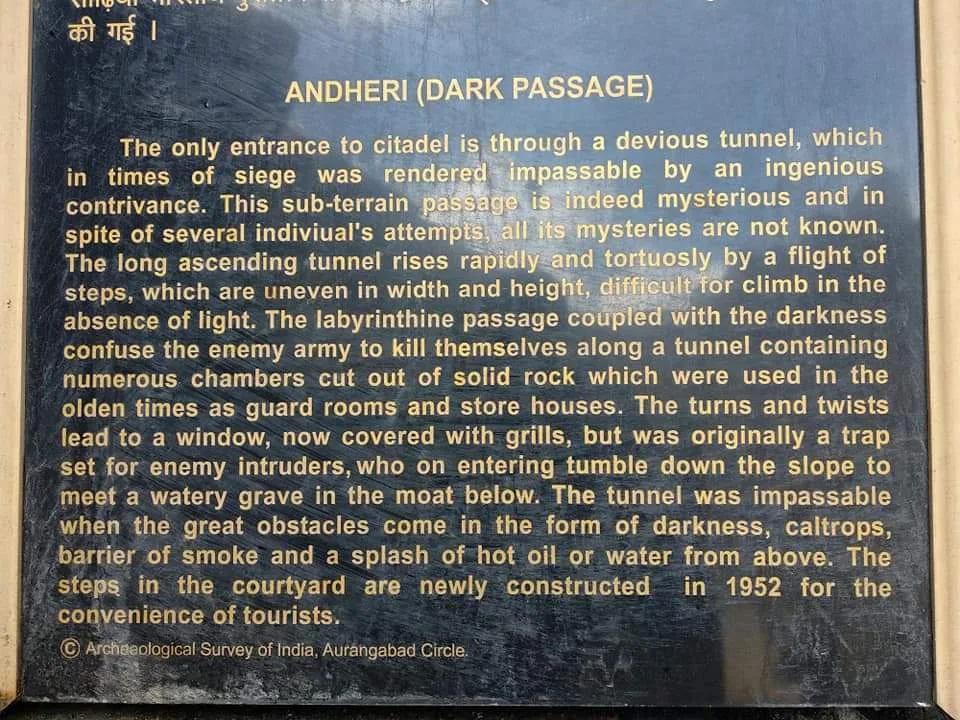 की गई ।
ANDHERI (DARK PASSAGE)
The only entrance to citadel is through a devious tunnel, which
in times of siege was rendered impassable by an ingenious
contrivance. This sub-terrain passage is indeed mysterious and in
spite of several indiviual's attempts, all its mysteries are not known.
The long ascending tunnel rises rapidly and tortuosly by a flight of
steps, which are uneven in width and height, difficult for climb in the
absence of light. The labyrinthine passage coupled with the darkness
confuse the enemy army to kill themselves along a tunnel containing
numerous chambers cut out of solid rock which were used in the
olden times as guard rooms and store houses. The turns and twists
lead to a window, now covered with grills, but was originally a trap
set for enemy intruders, who on entering tumble down the slope to
meet a watery grave in the moat below. The tunnel was impassable
when the great obstacles come in the form of darkness, caltrops,
barrier of smoke and a splash of hot oil or water from above. The
steps in the courtyard are newly constructed in 1952 for the
convenience of tourists.
© Archaeological Survey of India, Aurangabad Circle.